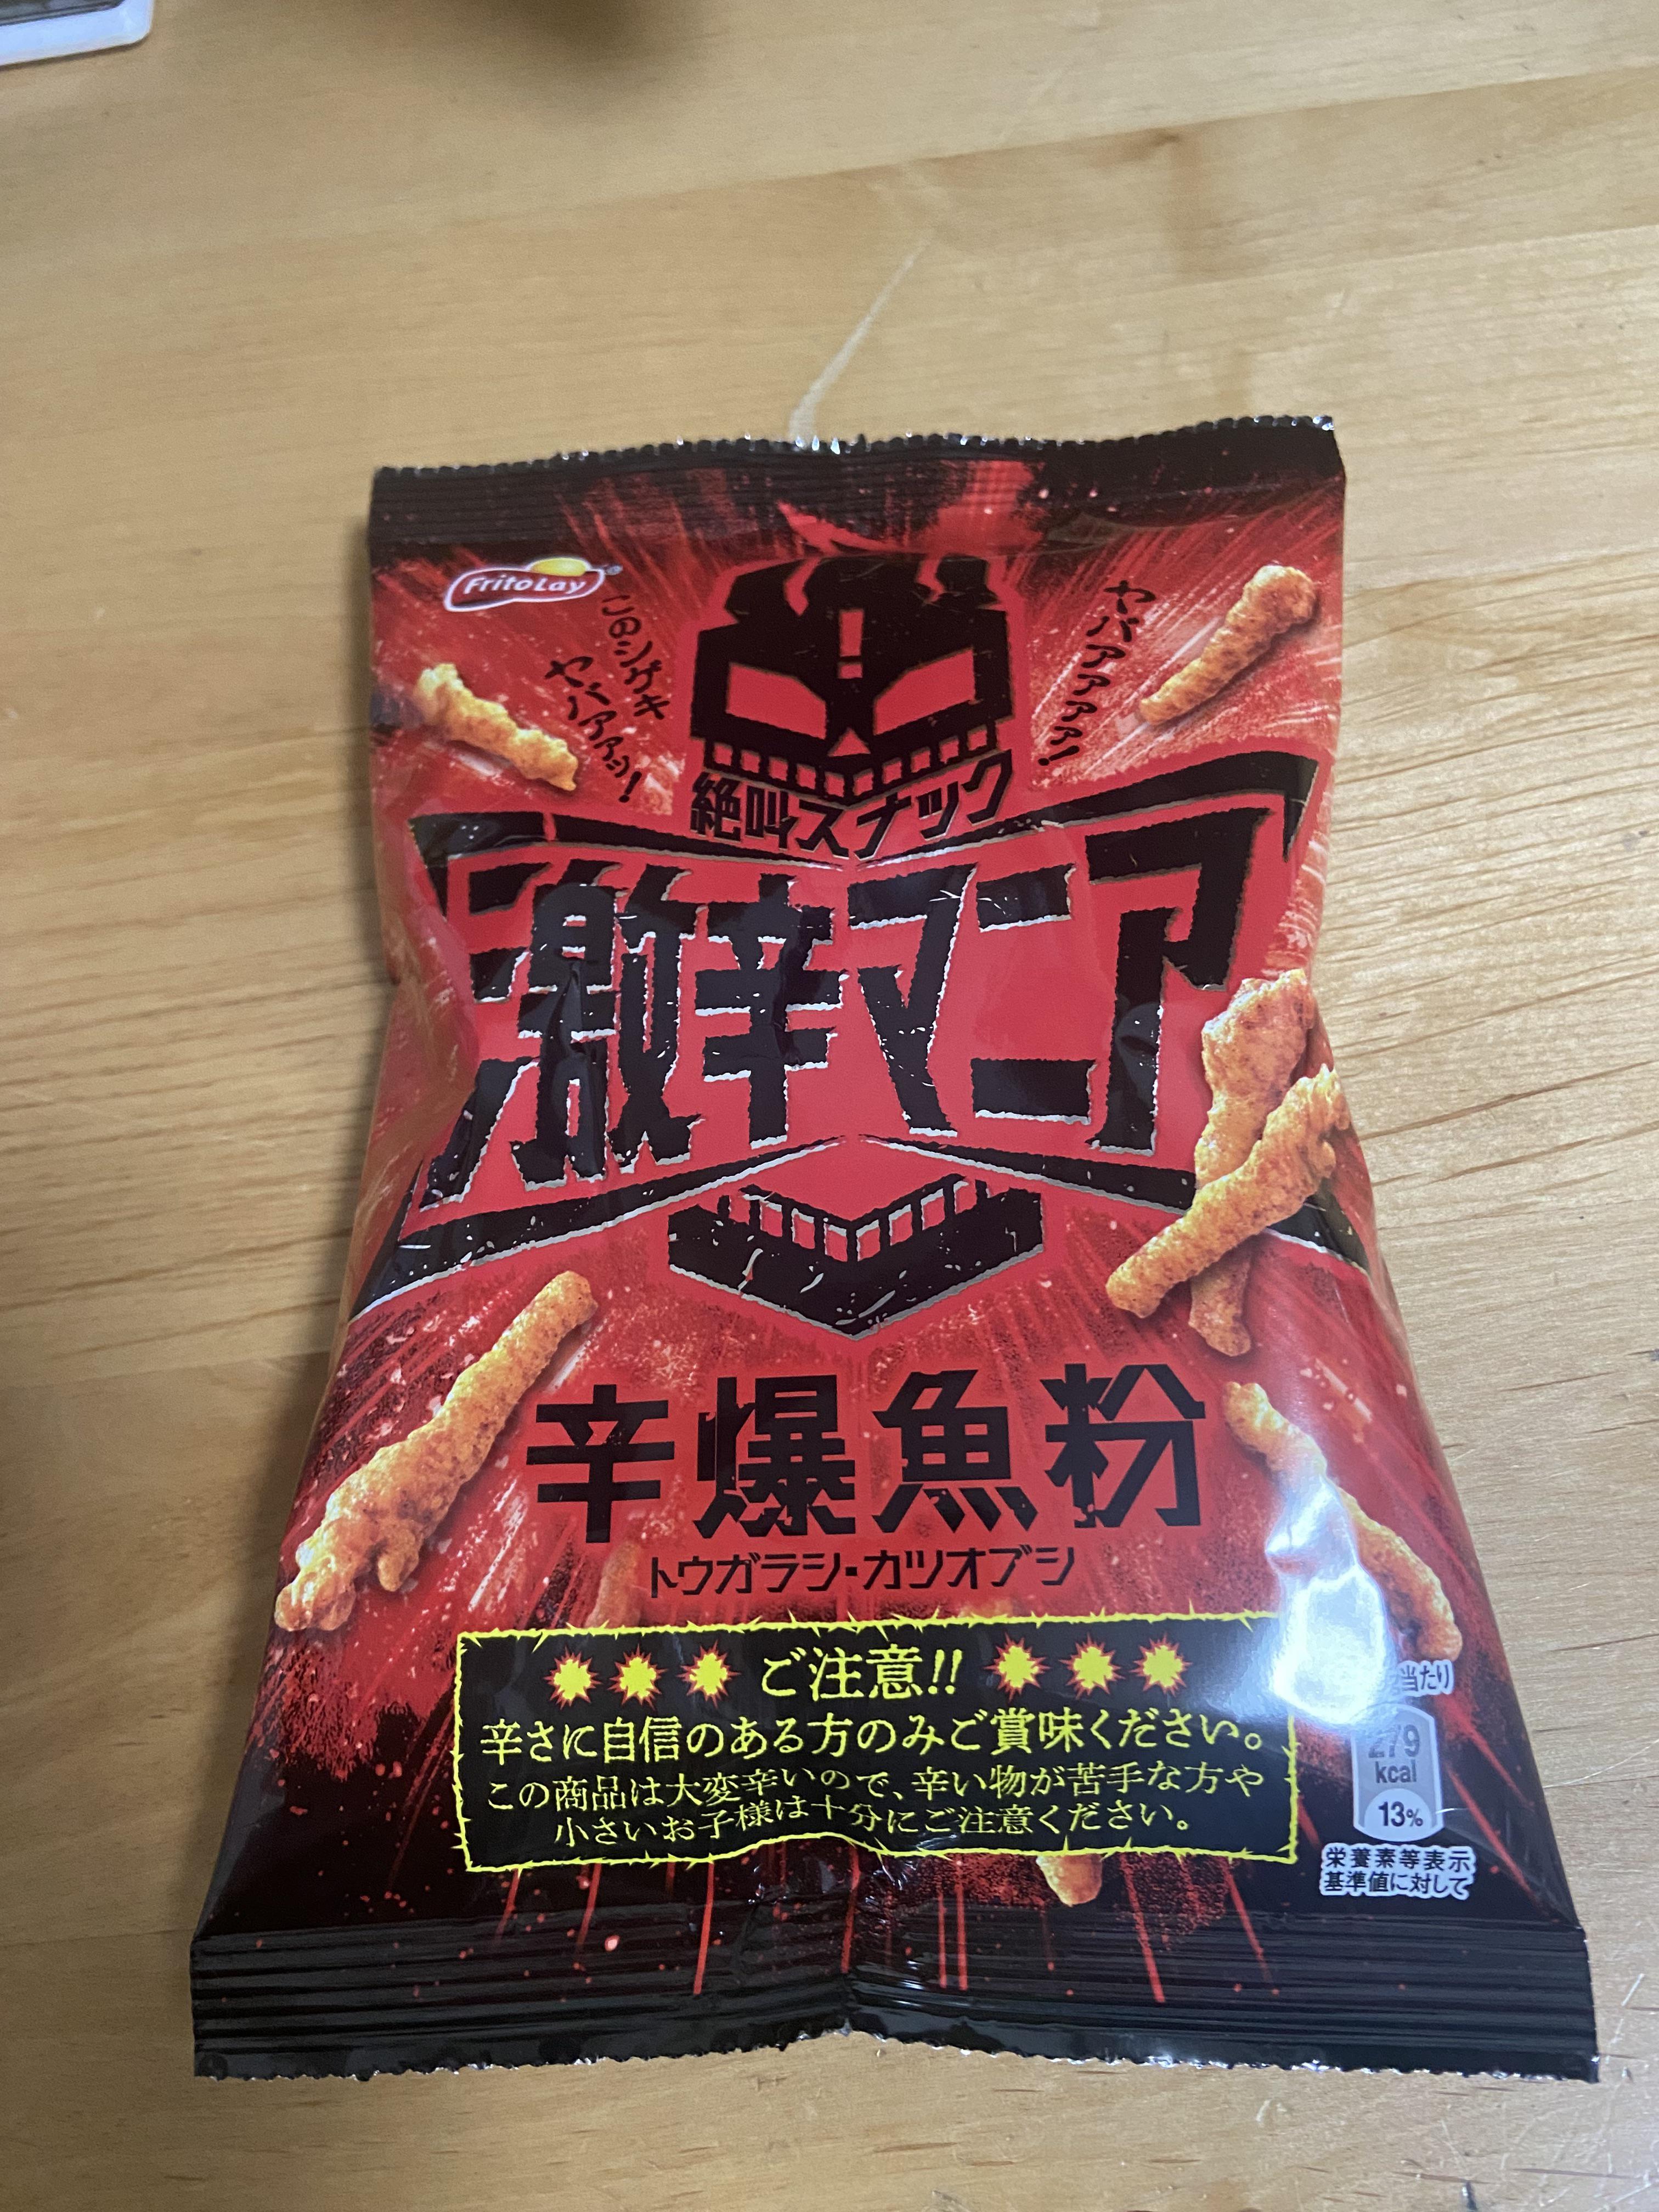 FritoLay
このシゲキ
ヤバァアッ!
ヤバァァァァ!
絶叫スナック
激辛マニア
辛爆魚粉
トウガラシ・カツオブシ
ご注意!!
辛さに自信のある方のみご賞味ください。
この商品は大変辛いので、辛い物が苦手な方や
小さいお子様は十分にご注意ください。
当たり
279
kcal
13%
栄養素等表示
基準値に対して